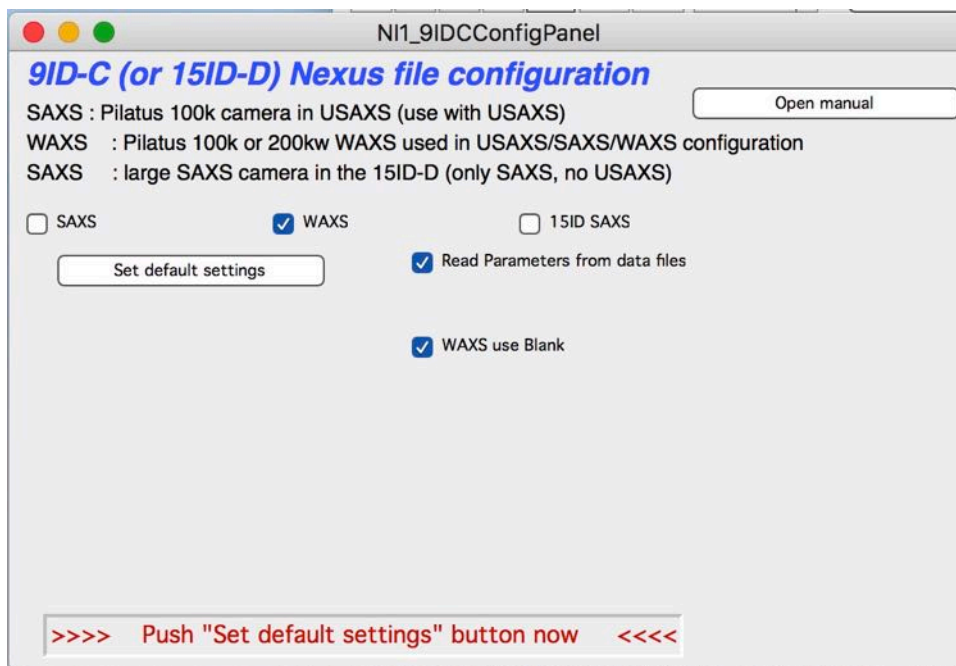 NI1_9IDCConfigPanel
9ID-C (or 15ID-D) Nexus file configuration
Open manual
SAXS : Pilatus 100k camera in USAXS (use with USAXS)
WAXS : Pilatus 100k or 200kw WAXS used in USAXS/SAXS/WAXS configuration
SAXS : large SAXS camera in the 15ID-D (only SAXS, no USAXS)
SAXS WAXS 15ID SAXS
Set default settings Read Parameters from data files
WAXS use Blank
>>>> Push "Set default settings" button now <<<<